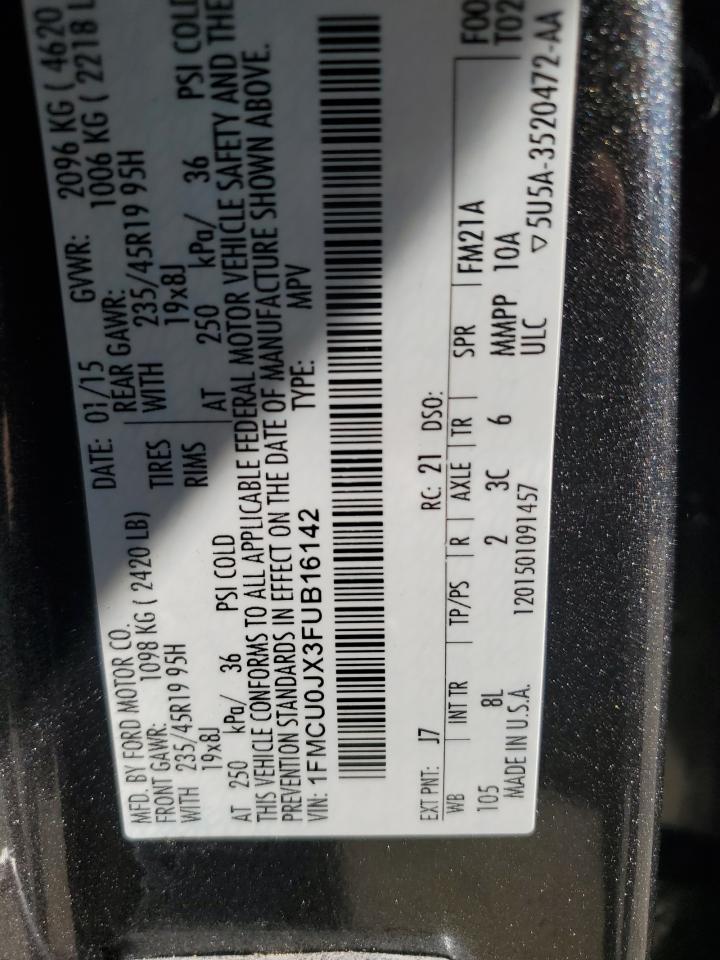 MFD. BY FORD MOTOR CO. DATE: 01/15 GVWR: 2096 KG ( 4620
FRONT GAWR: 1098 KG ( 2420 LB) REAR GAWR: 1006 KG ( 2218 L
WITH 235/45R19 95H TIRES WITH 235/45R19 95H
19x8J RIMS 19x8J
AT 250 kPa/ 36 PSI COLD AT 250 kPa/ 36 PSI COLD
THIS VEHICLE CONFORMS TO ALL APPLICABLE FEDERAL MOTOR VEHICLE SAFETY AND THE
PREVENTION STANDARDS IN EFFECT ON THE DATE OF MANUFACTURE SHOWN ABOVE.
VIN: 1FMCU0JX3FUB16142 TYPE: MPV
EXT PNT: J7 RC: 21 DSO: F00
WB INT TR TP/PS R AXLE TR SPR FM21A T02
105 8L 2 3C 6 MMPP 10A
MADE IN U.S.A. 1201501091457 ULC ▽5U5A-3520472-AA